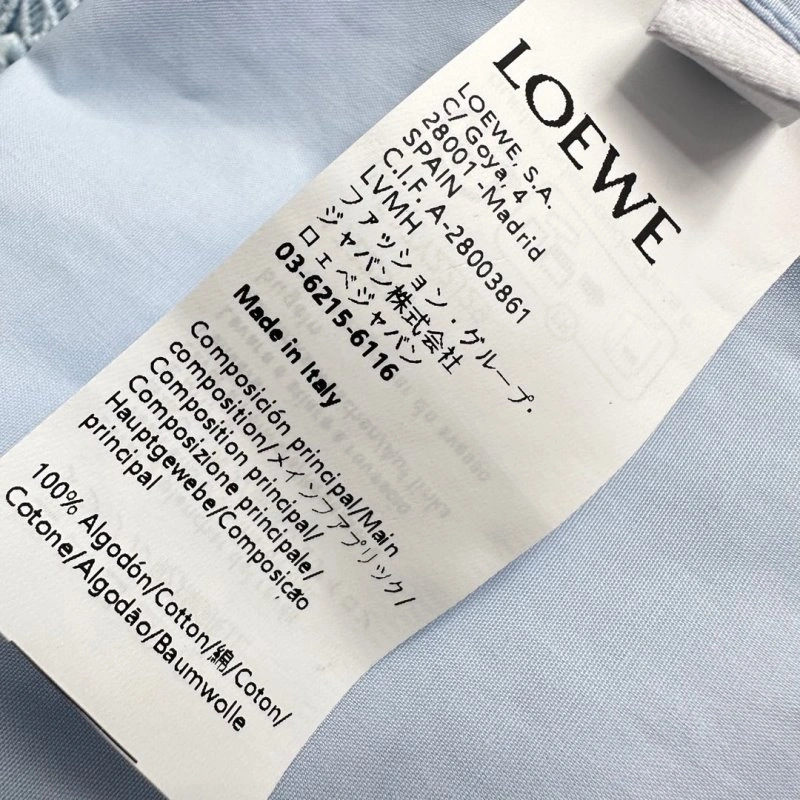 LOEWE
LOEWE, S.A.
C/ Goya, 4
28001 -Madrid
SPAIN
C.I.F. A-28003861
LVMH
ファッション・グループ.
ジャパン株式会社
ロェベジャパン
03-6215-6116
Made in Italy
Composición principal/Main
composition/メインファブリック/
Composition principal/
Composizione principale/
Hauptgewebe/Composição
principal
100% Algodón/Cotton/綿/Coton/
Cotone/Algodão/Baumwolle